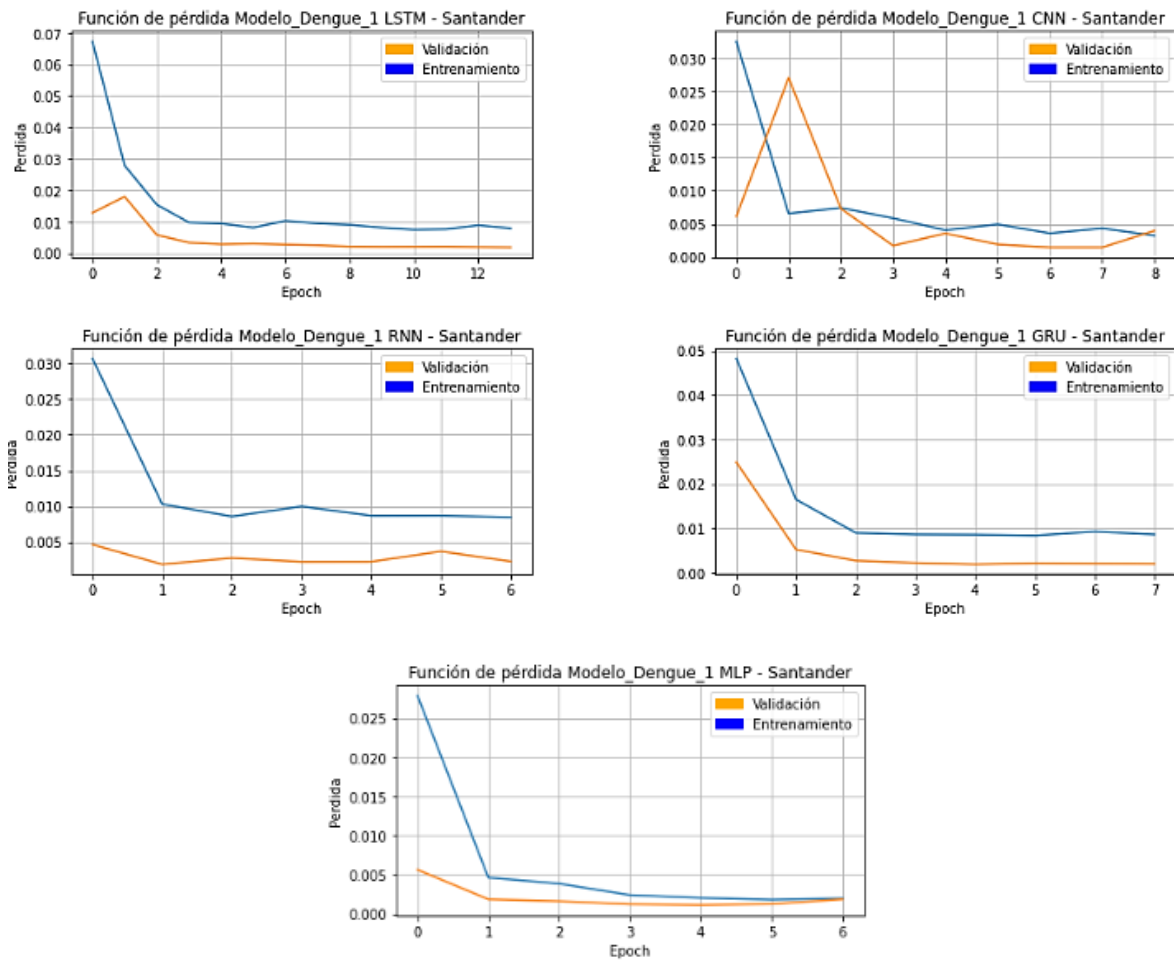 Función de pérdida Modelo_Dengue_1 LSTM - Santander
0.07
0.06
0.05
0.04
0.03
0.02
0.01
0.00
Perdida
Validación
Entrenamiento
0 2 4 6 8 10 12
Epoch
Función de pérdida Modelo_Dengue_1 CNN - Santander
0.030
0.025
0.020
0.015
0.010
0.005
0.000
Perdida
Validación
Entrenamiento
0 1 2 3 4 5 6 7 8
Epoch
Función de pérdida Modelo_Dengue_1 RNN - Santander
0.030
0.025
0.020
0.015
0.010
0.005
Perdida
Validación
Entrenamiento
0 1 2 3 4 5 6
Epoch
Función de pérdida Modelo_Dengue_1 GRU - Santander
0.05
0.04
0.03
0.02
0.01
0.00
Perdida
Validación
Entrenamiento
0 1 2 3 4 5 6 7
Epoch
Función de pérdida Modelo_Dengue_1 MLP - Santander
0.025
0.020
0.015
0.010
0.005
0.000
Perdida
Validación
Entrenamiento
0 1 2 3 4 5 6
Epoch